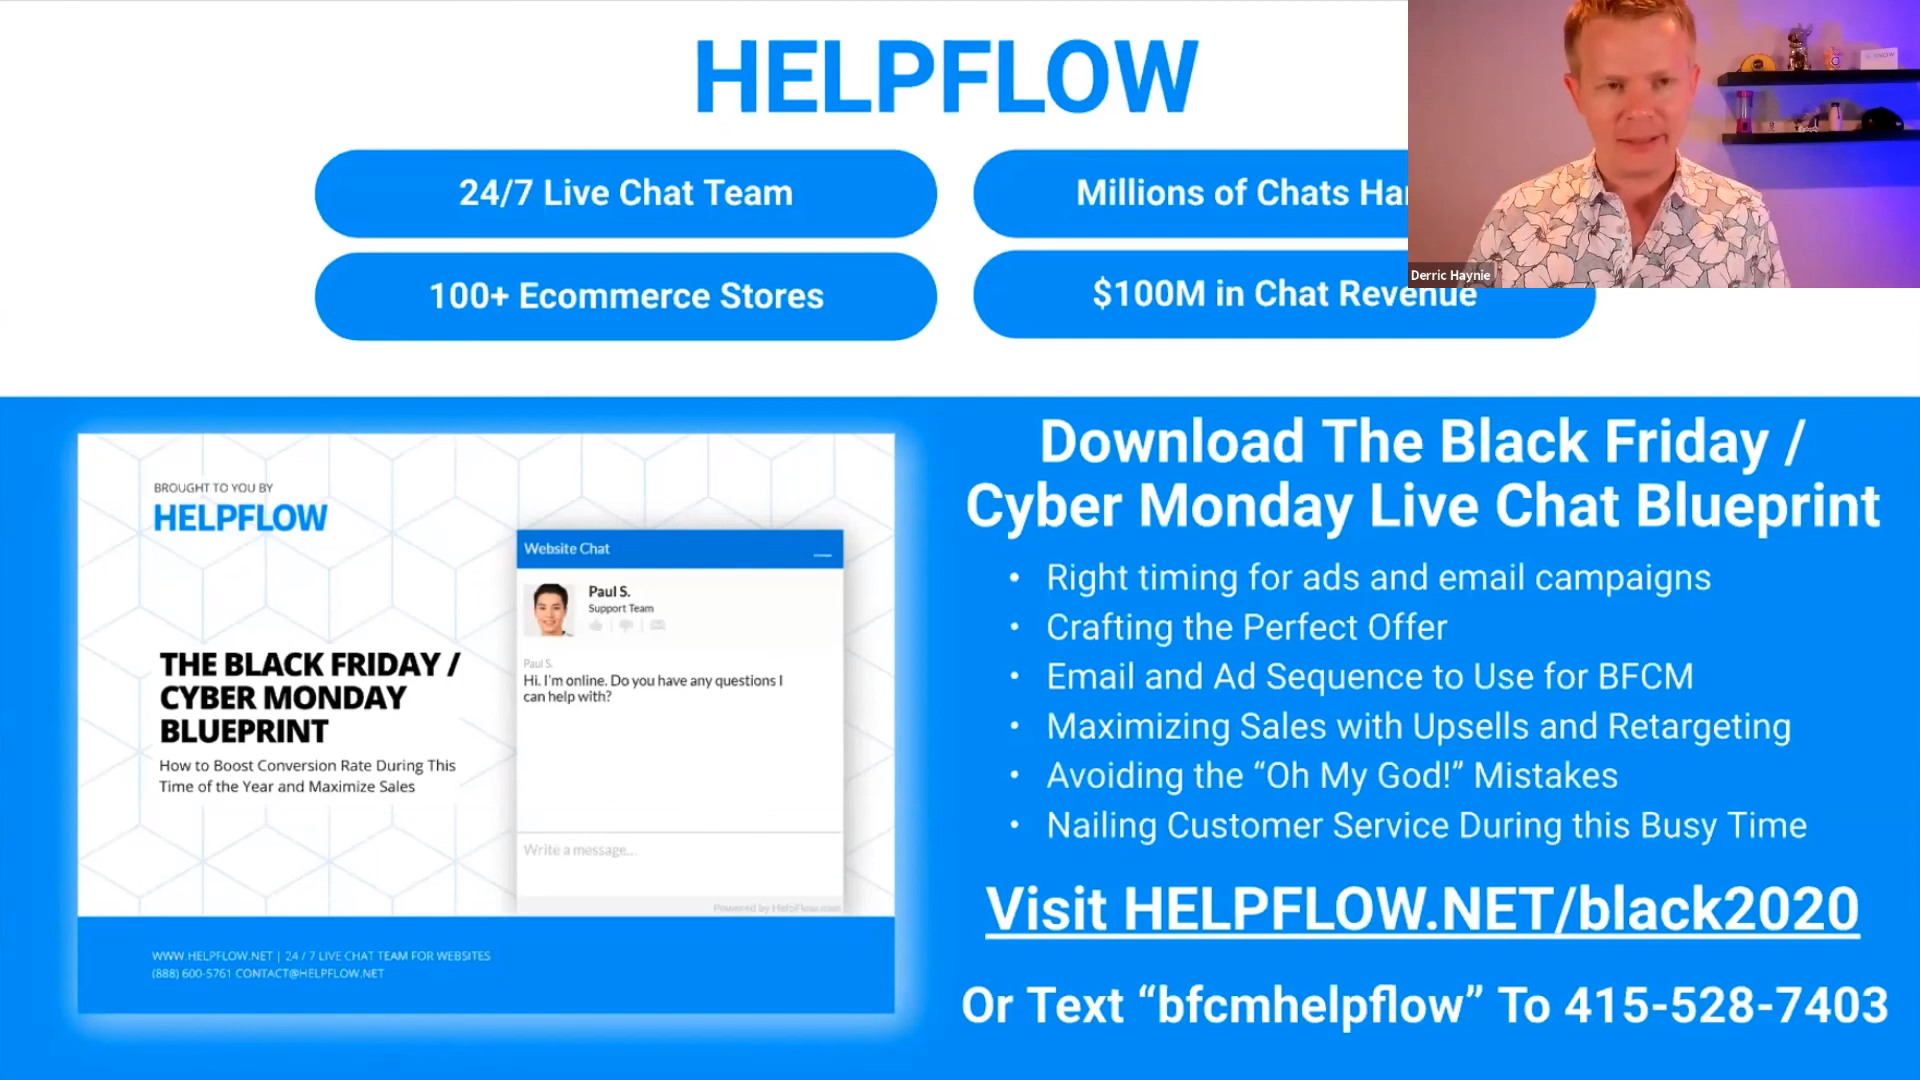 HELPFLOW
24/7 Live Chat Team
Millions of Chats
100+ Ecommerce Stores
$100M in Chat Revenue
Derric Haynie
BROUGHT TO YOU BY
HELPFLOW
THE BLACK FRIDAY /
CYBER MONDAY
BLUEPRINT
How to Boost Conversion Rate During This
Time of the Year and Maximize Sales
Website Chat
Paul S.
Support Team
Paul S.
Hi. I'm online. Do you have any questions I
can help with?
Write a message...
Powered by HelpFlow.com
WWW.HELPFLOW.NET | 24 / 7 LIVE CHAT TEAM FOR WEBSITES
(888) 600-5761 CONTACT@HELPFLOW.NET
Download The Black Friday /
Cyber Monday Live Chat Blueprint
• Right timing for ads and email campaigns
• Crafting the Perfect Offer
• Email and Ad Sequence to Use for BFCM
• Maximizing Sales with Upsells and Retargeting
• Avoiding the “Oh My God!” Mistakes
• Nailing Customer Service During this Busy Time
Visit HELPFLOW.NET/black2020
Or Text “bfcmhelpflow” To 415-528-7403